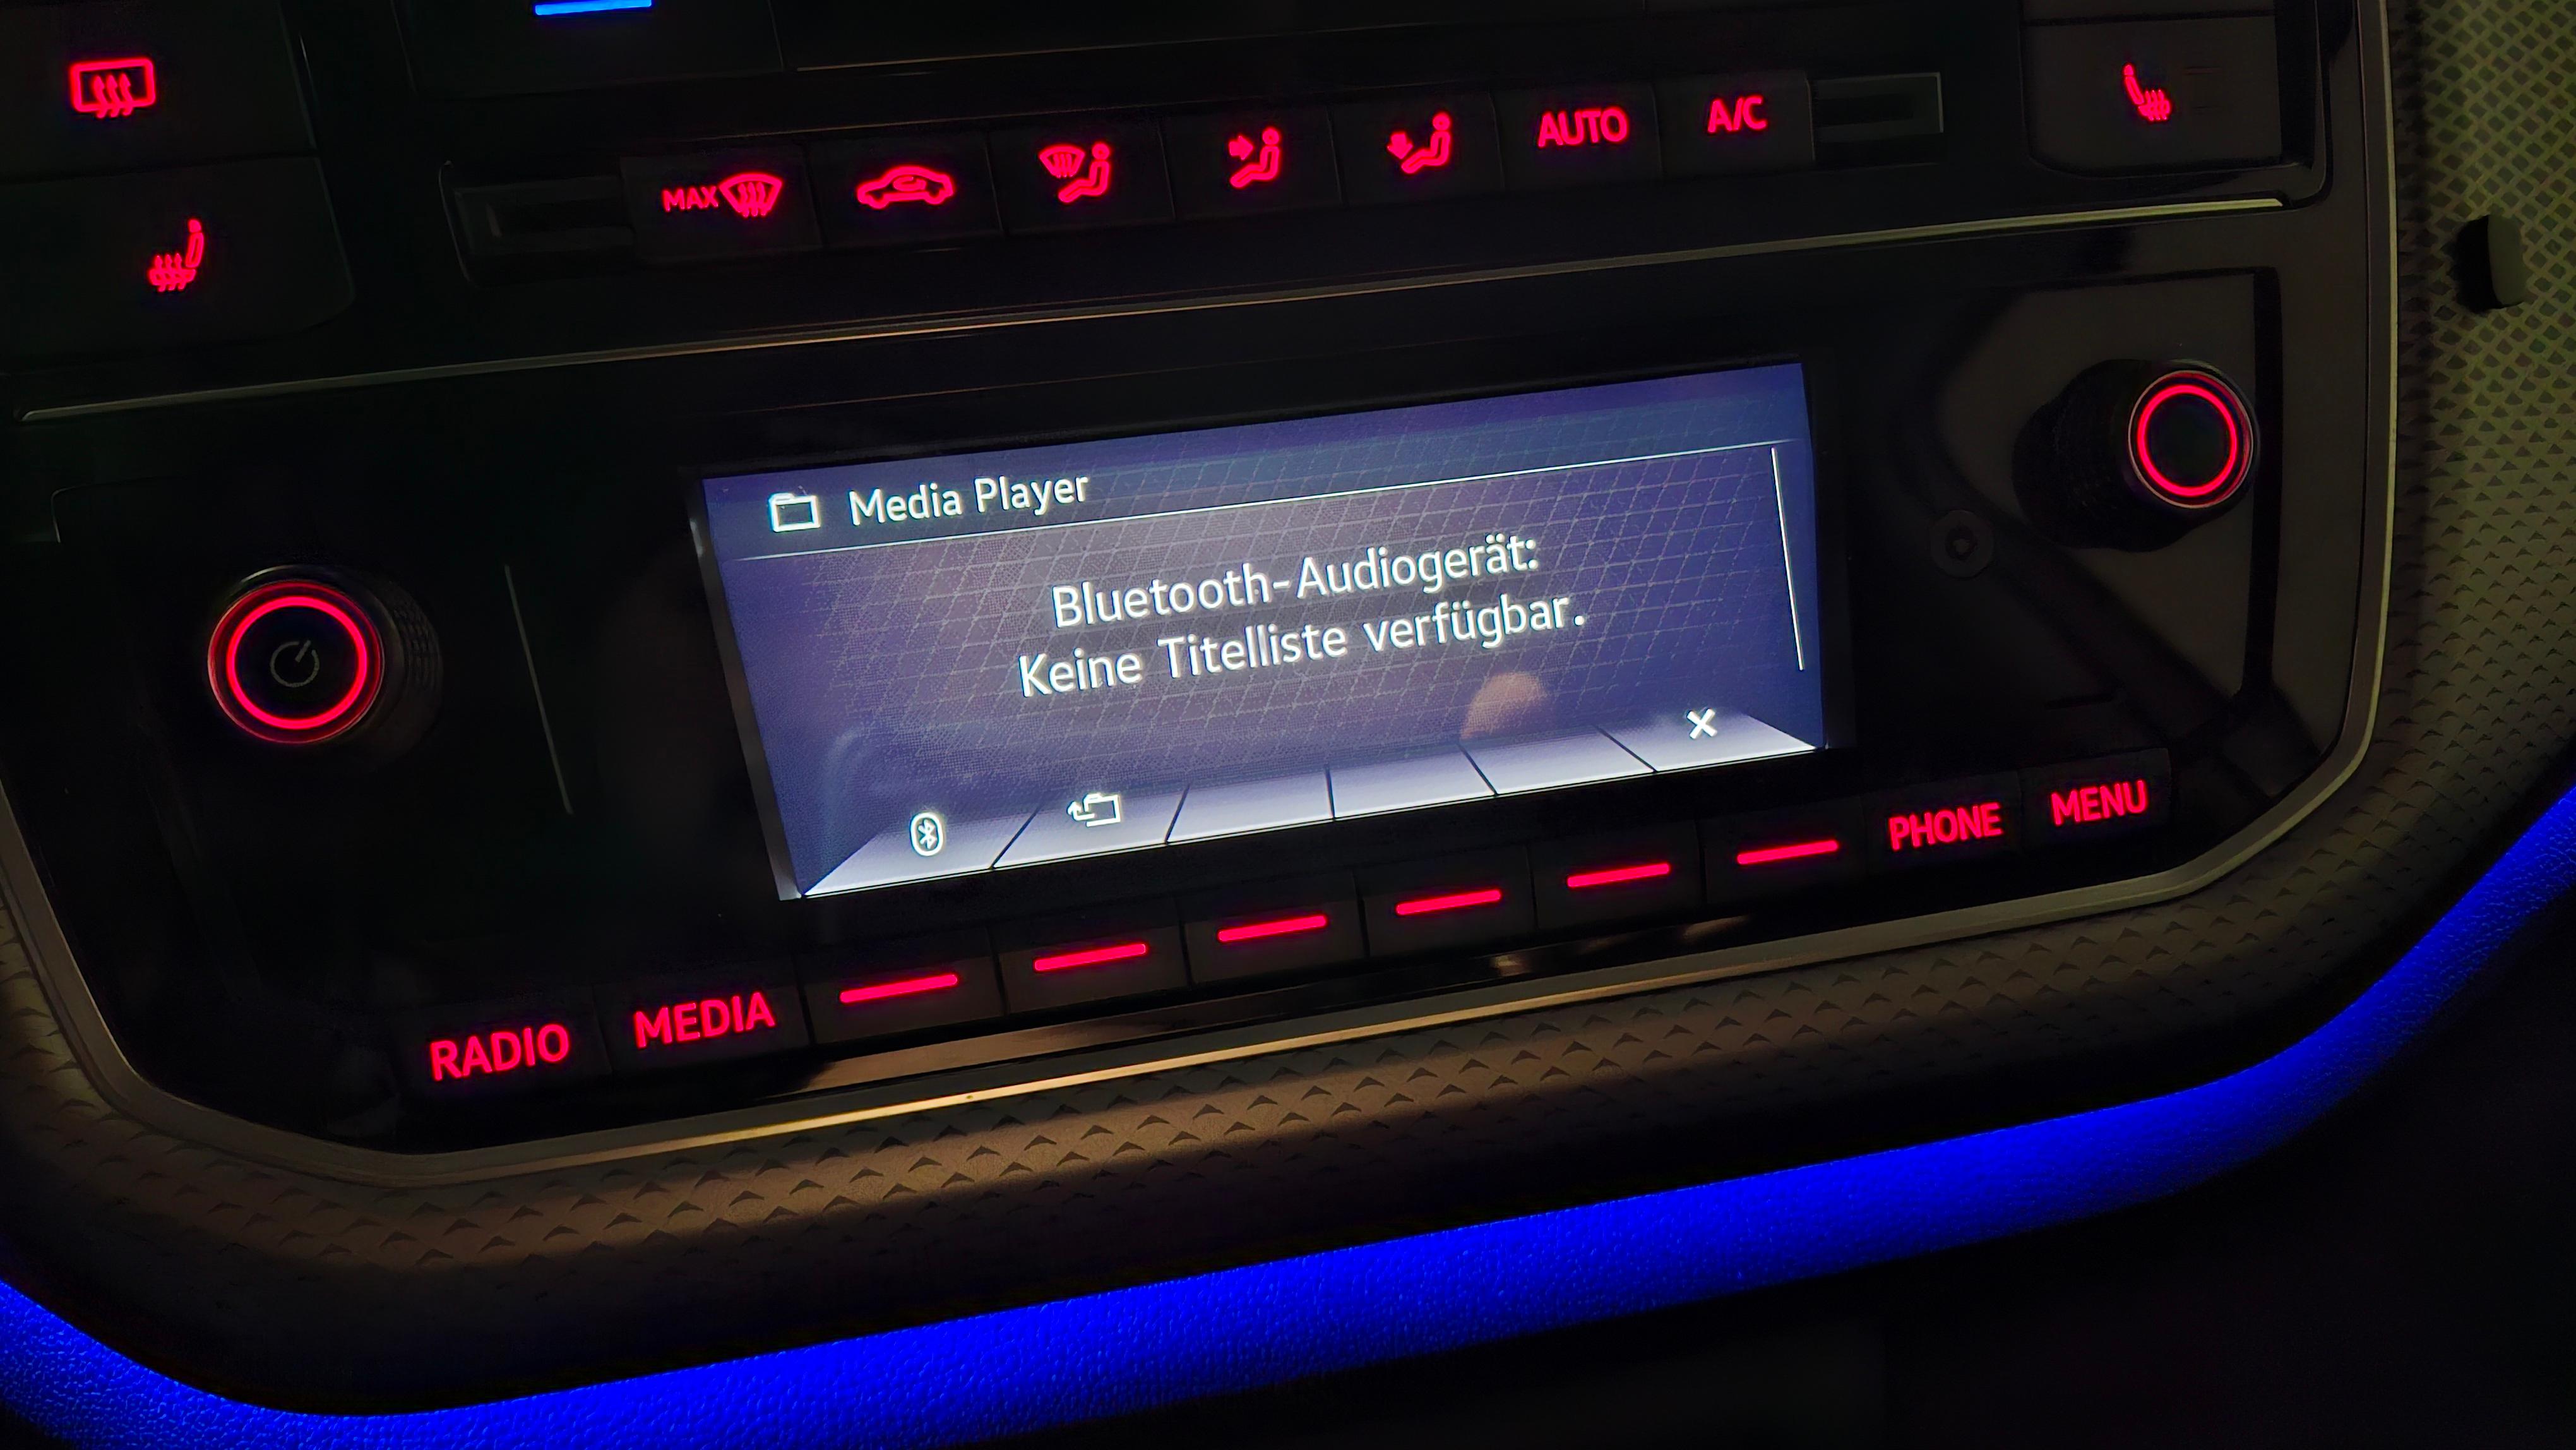 MAX
AUTO
A/C
Media Player
Bluetooth-Audiogerät:
Keine Titelliste verfügbar.
RADIO
MEDIA
PHONE
MENU